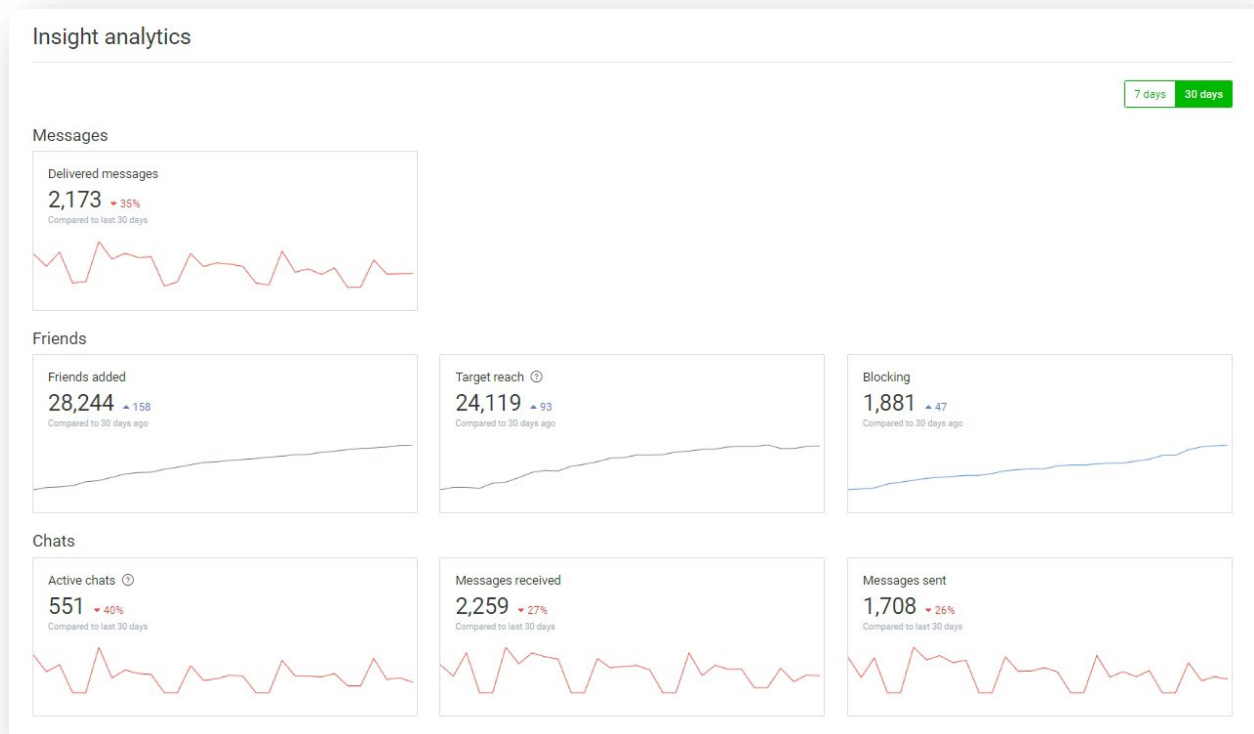 Insight analytics
7 days 30 days
Messages
Delivered messages
2,173 ▼ 35%
Compared to last 30 days
Friends
Friends added
28,244 ▲ 158
Compared to 30 days ago
Target reach ?
24,119 ▲ 93
Compared to 30 days ago
Blocking
1,881 ▲ 47
Compared to 30 days ago
Chats
Active chats ?
551 ▼ 40%
Compared to last 30 days
Messages received
2,259 ▼ 27%
Compared to last 30 days
Messages sent
1,708 ▼ 26%
Compared to last 30 days